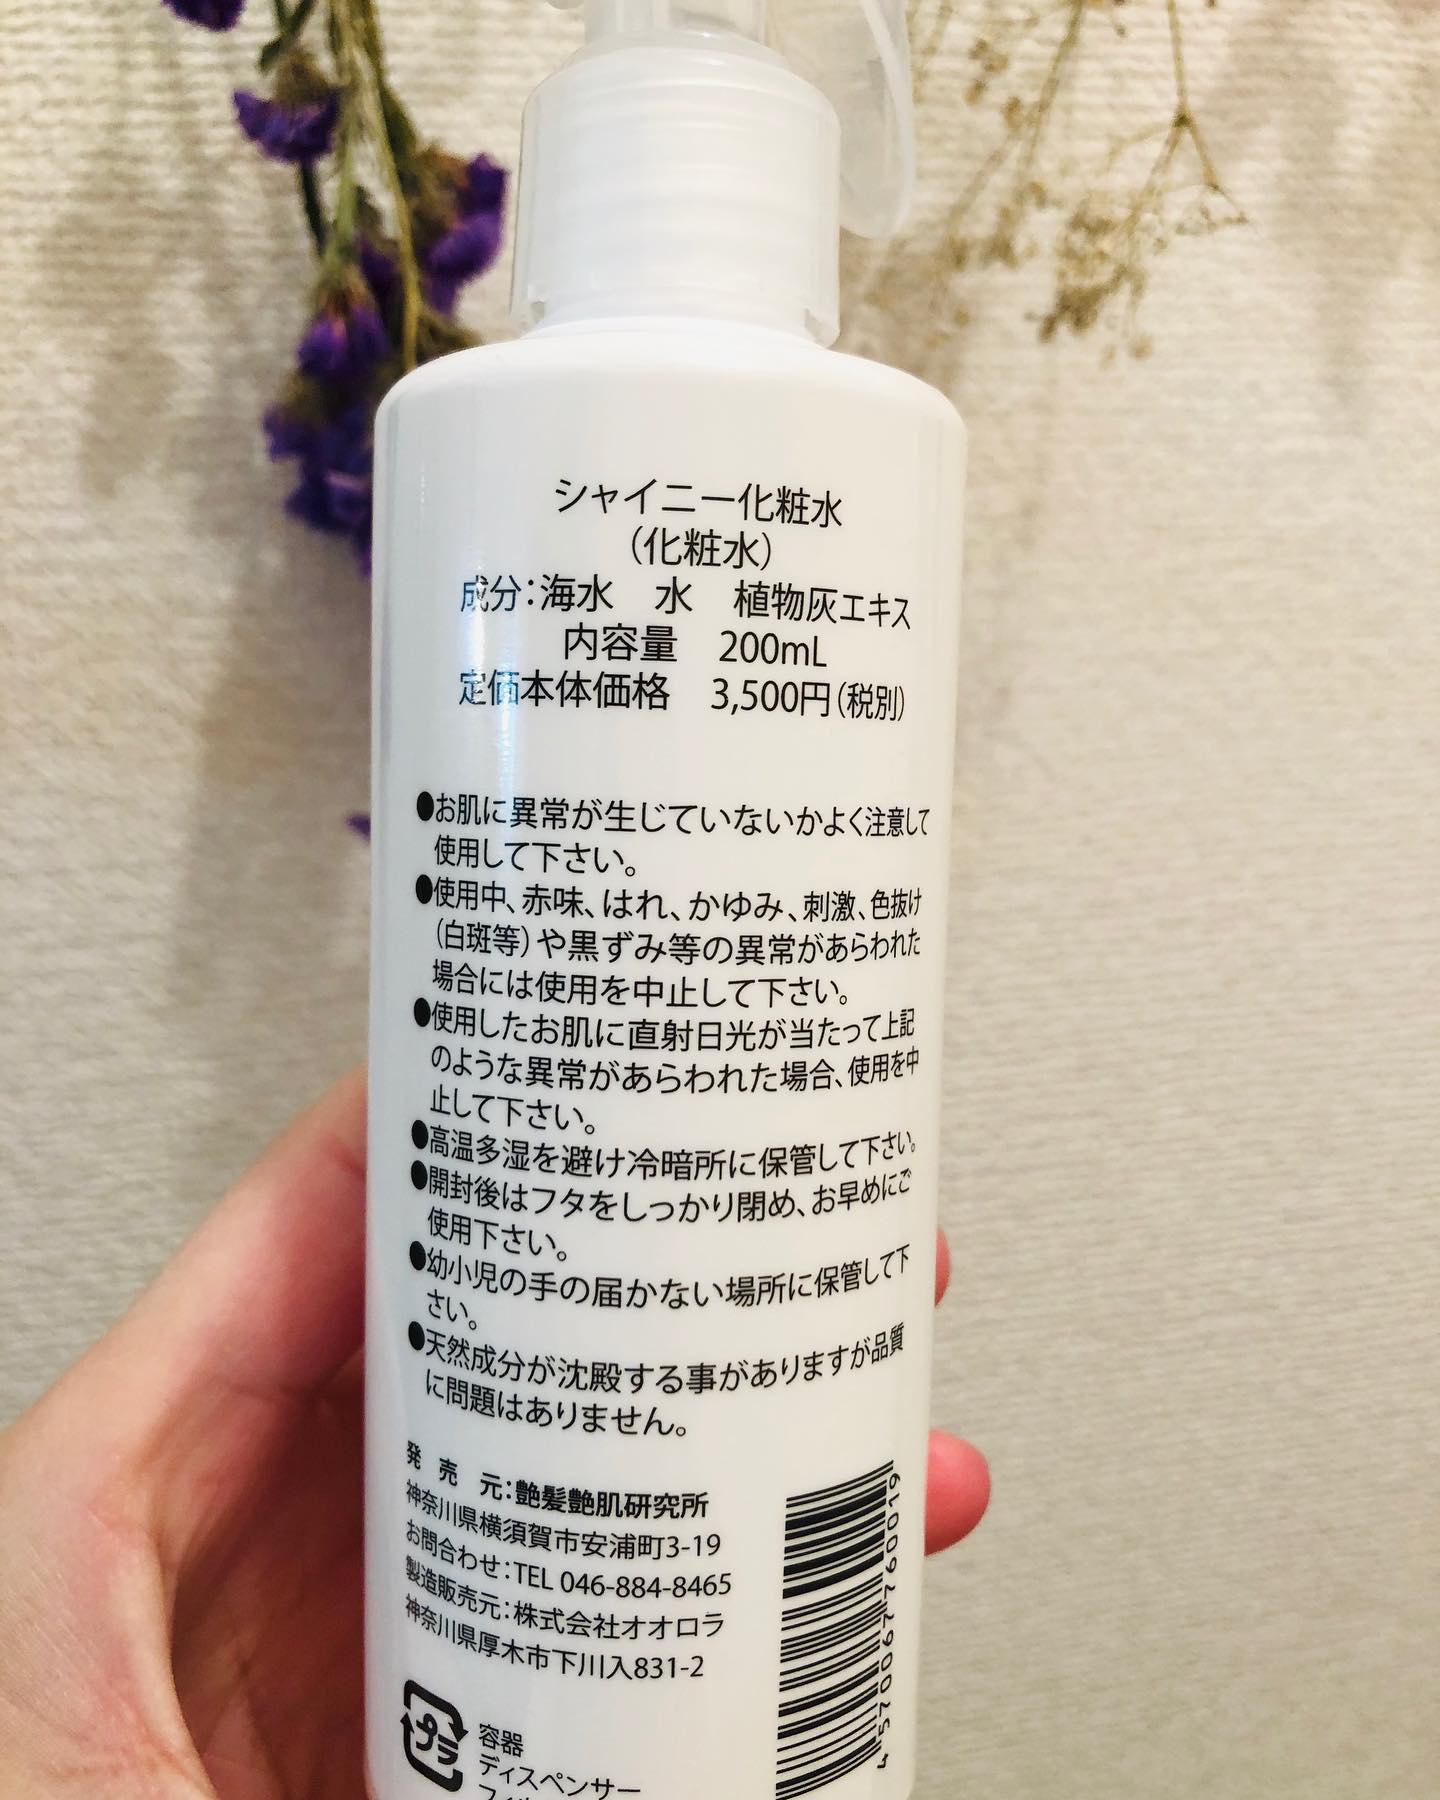 シャイニー化粧水
(化粧水)
成分:海水 水 植物灰エキス
内容量 200mL
定価本体価格 3,500円(税別)
●お肌に異常が生じていないかよく注意して
使用して下さい。
●使用中、赤味、はれ、かゆみ、刺激、色抜け
(白斑等)や黒ずみ等の異常があらわれた
場合には使用を中止して下さい。
●使用したお肌に直射日光が当たって上記
のような異常があらわれた場合、使用を中
止して下さい。
●高温多湿を避け冷暗所に保管して下さい。
●開封後はフタをしっかり閉め、お早めにご
使用下さい。
●幼小児の手の届かない場所に保管して下
さい。
●天然成分が沈殿する事がありますが品質
に問題はありません。
発売元:艶髪艶肌研究所
神奈川県横須賀市安浦町3-19
お問合わせ:TEL 046-884-8465
製造販売元:株式会社オオロラ
神奈川県厚木市下川入831-2
4570067760019
プラ
容器
ディスペンサー